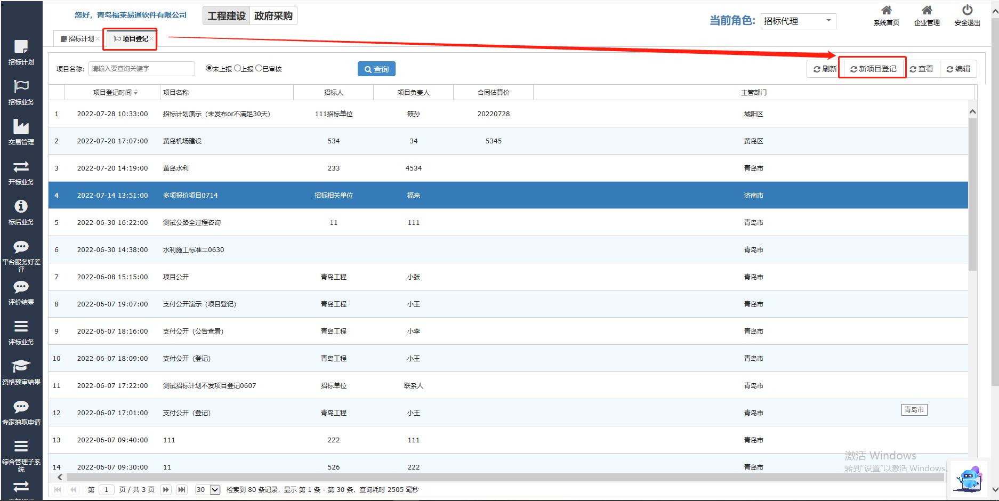 您好，青岛福莱易通软件有限公司
工程建设 政府采购
当前角色: 招标代理
系统首页 企业管理 安全退出
招标计划 项目登记
项目名称: 请输入要查询关键字 未上报 上报 已审核 查询 刷新 新项目登记 查看 编辑
招标计划
招标业务
交易管理
开标业务
标后业务
平台服务好差
评
评价结果
评标业务
资格预审结果
专家抽取申请
综合管理子系
统
项目登记时间 项目名称 招标人 项目负责人 合同估算价 主管部门
1 2022-07-28 10:33:00 招标计划演示（未发布or不满足30天） 111招标单位 筱孙 20220728 城阳区
2 2022-07-20 17:07:00 黄岛机场建设 534 34 5345 黄岛区
3 2022-07-20 14:19:00 黄岛水利 233 4534 青岛市
4 2022-07-14 13:51:00 多项报价项目0714 招标相关单位 福来 济南市
5 2022-06-30 16:22:00 测试公路全过程咨询 11 111 青岛市
6 2022-06-30 14:38:00 水利施工标准二0630 青岛市
7 2022-06-08 15:15:00 项目公开 青岛工程 小张 青岛市
8 2022-06-07 19:07:00 支付公开演示（项目登记） 青岛工程 小王 青岛市
9 2022-06-07 18:16:00 支付公开（公告查看） 青岛工程 小李 青岛市
10 2022-06-07 18:09:00 支付公开（登记） 青岛工程 小王 青岛市
11 2022-06-07 17:22:00 测试招标计划不发项目登记0607 招标单位 联系人 青岛市
12 2022-06-07 17:01:00 支付公开（登记） 青岛工程 小王 青岛市
青岛市
13 2022-06-07 09:40:00 111 222 111 青岛市
14 2022-06-07 09:30:00 11 526 222 青岛市
激活 Windows
转到"设置"以激活 Windows。
第 1 页 / 共 3 页 30 检索到 80 条记录，显示 第 1 条 - 第 30 条，查询耗时 2505 毫秒